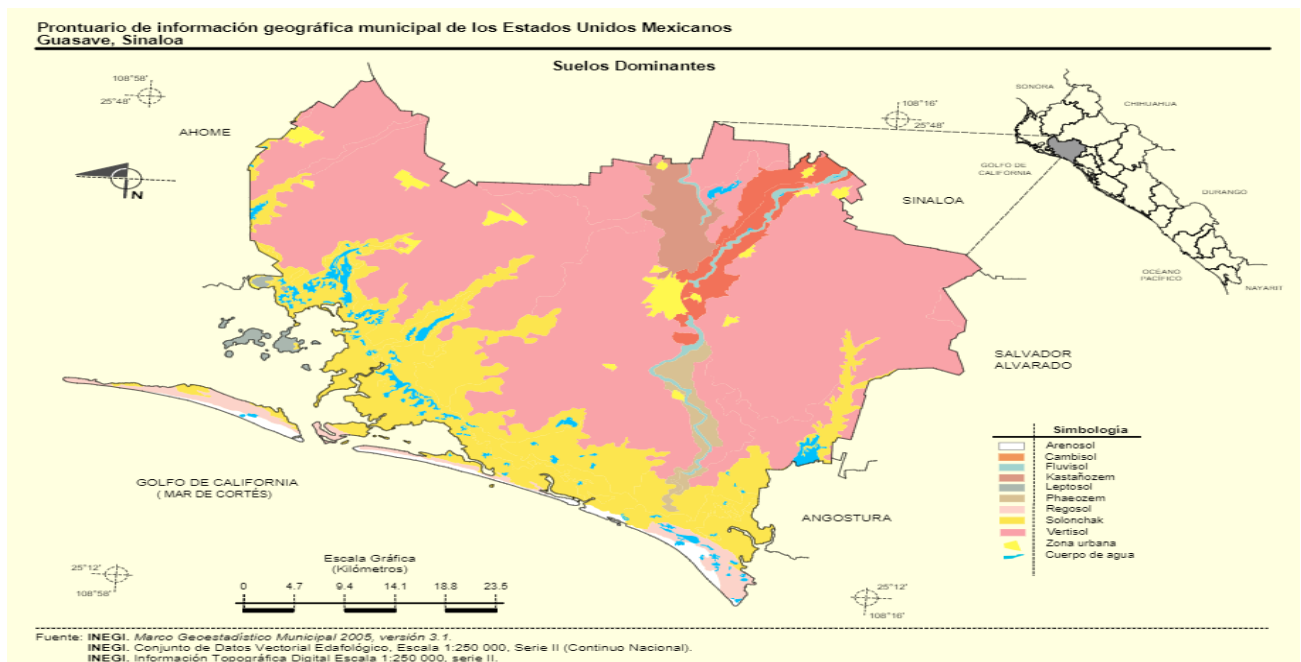 Prontuario de información geográfica municipal de los Estados Unidos Mexicanos
Guasave, Sinaloa
Suelos Dominantes
108°58'
25°48'
AHOME
N
108°16'
25°48'
SONORA
CHIHUAHUA
GOLFO DE
CALIFORNIA
DURANGO
SINALOA
OCEANO
PACÍFICO
NAYARIT
SALVADOR
ALVARADO
Simbología
Arenosol
Cambisol
Fluvisol
Kastañozem
Leptosol
Phaeozem
Regosol
Solonchak
Vertisol
Zona urbana
Cuerpo de agua
GOLFO DE CALIFORNIA
( MAR DE CORTÉS)
ANGOSTURA
Escala Gráfica
(Kilómetros)
0 4.7 9.4 14.1 18.8 23.5
25°12'
108°58'
25°12'
108°16'
Fuente: INEGI. Marco Geoestadístico Municipal 2005, versión 3.1.
INEGI. Conjunto de Datos Vectorial Edafológico, Escala 1:250 000, Serie II (Continuo Nacional).
INEGI. Información Topográfica Digital Escala 1:250 000, serie II.